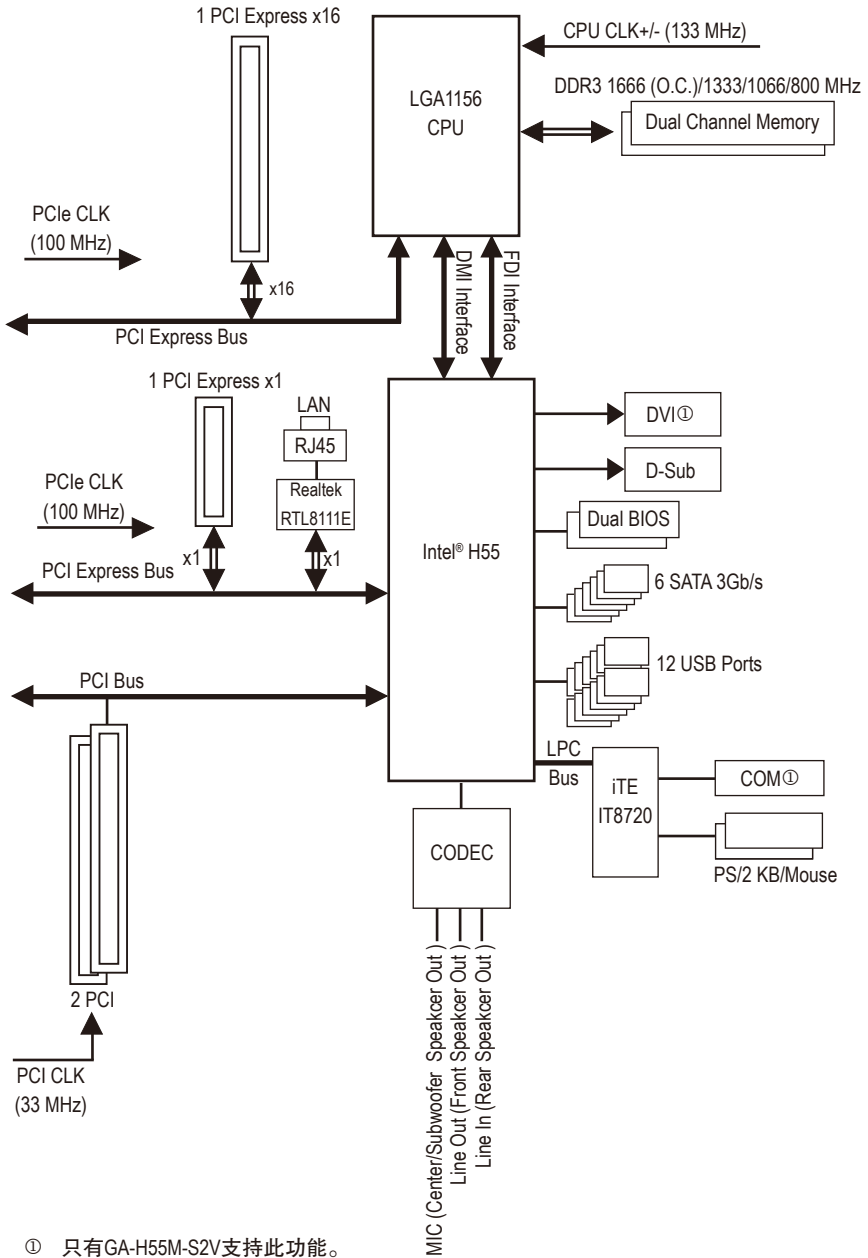 1 PCI Express x16
CPU CLK+/- (133 MHz)
LGA1156
CPU
DDR3 1666 (O.C.)/1333/1066/800 MHz
Dual Channel Memory
PCIe CLK
(100 MHz)
x16
PCI Express Bus
DMI Interface
FDI Interface
1 PCI Express x1
LAN
RJ45
Realtek
RTL8111E
PCIe CLK
(100 MHz)
x1
x1
PCI Express Bus
Intel® H55
DVI①
D-Sub
Dual BIOS
6 SATA 3Gb/s
12 USB Ports
PCI Bus
LPC
Bus
iTE
IT8720
COM①
PS/2 KB/Mouse
CODEC
MIC (Center/Subwoofer Speakcer Out )
Line Out (Front Speakcer Out )
Line In (Rear Speakcer Out )
2 PCI
PCI CLK
(33 MHz)
① 只有GA-H55M-S2V支持此功能。